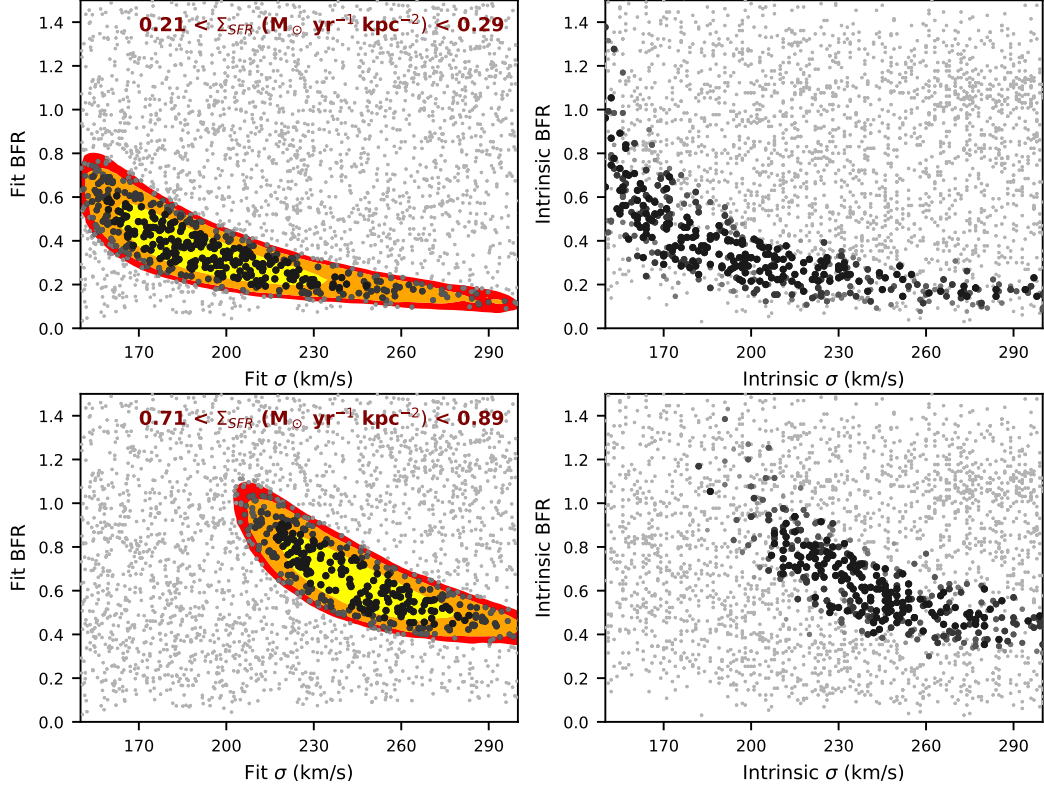 0.21 < Σ_SFR (M_⊙ yr⁻¹ kpc⁻²) < 0.29
1.4
1.2
1.0
0.8
0.6
0.4
0.2
0.0
Fit BFR
170 200 230 260 290
Fit σ (km/s)
1.4
1.2
1.0
0.8
0.6
0.4
0.2
0.0
Intrinsic BFR
170 200 230 260 290
Intrinsic σ (km/s)
0.71 < Σ_SFR (M_⊙ yr⁻¹ kpc⁻²) < 0.89
1.4
1.2
1.0
0.8
0.6
0.4
0.2
0.0
Fit BFR
170 200 230 260 290
Fit σ (km/s)
1.4
1.2
1.0
0.8
0.6
0.4
0.2
0.0
Intrinsic BFR
170 200 230 260 290
Intrinsic σ (km/s)